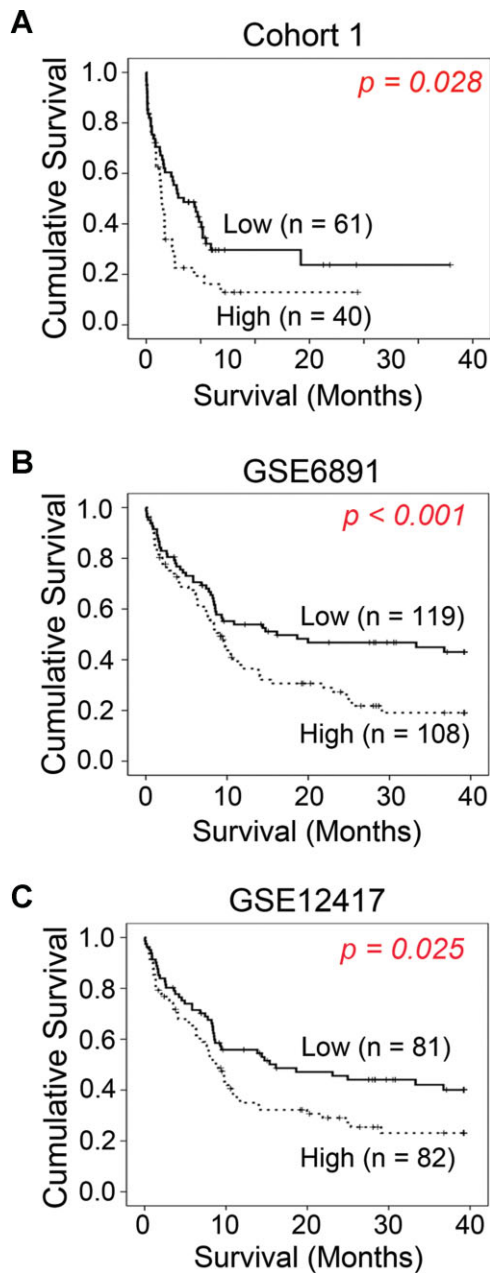 A
Cohort 1
p = 0.028
Cumulative Survival
1.0
0.8
0.6
0.4
0.2
0.0
Low (n = 61)
High (n = 40)
0 10 20 30 40
Survival (Months)
B
GSE6891
p < 0.001
Cumulative Survival
1.0
0.8
0.6
0.4
0.2
0.0
Low (n = 119)
High (n = 108)
0 10 20 30 40
Survival (Months)
C
GSE12417
p = 0.025
Cumulative Survival
1.0
0.8
0.6
0.4
0.2
0.0
Low (n = 81)
High (n = 82)
0 10 20 30 40
Survival (Months)